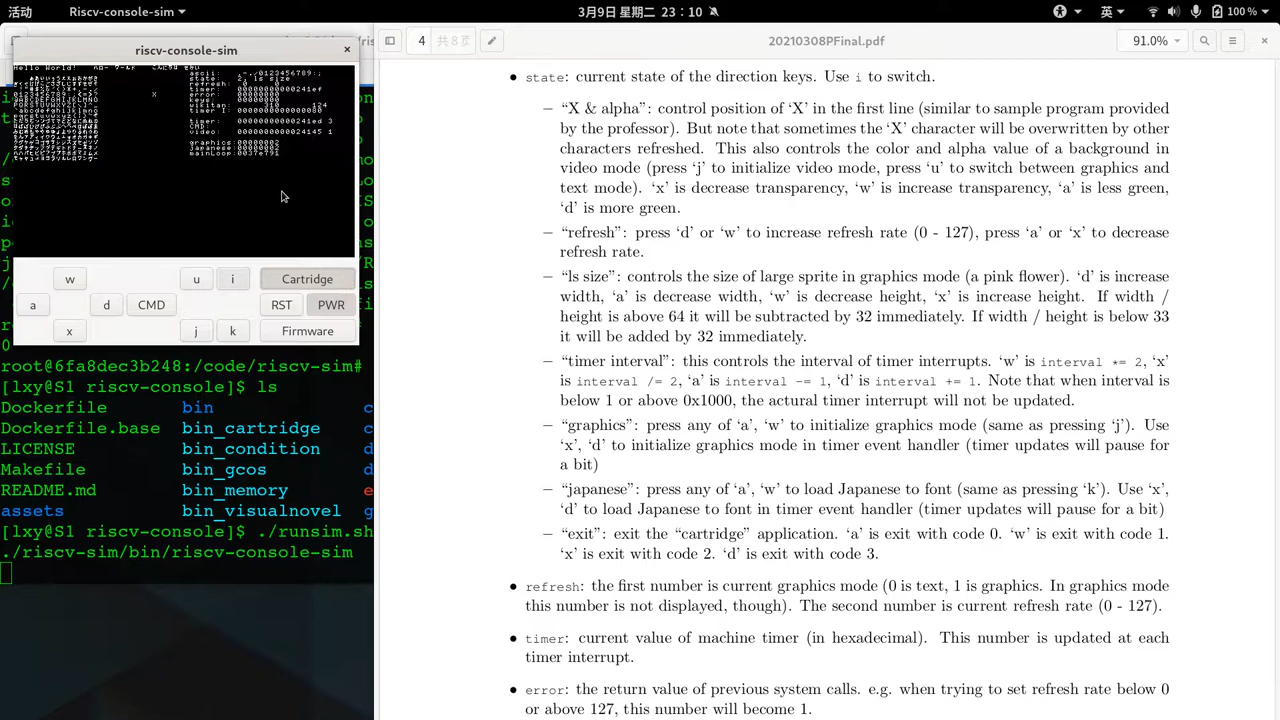 活动
Riscv-console-sim
3月9日 星期二 23∶10
英
100 %
riscv-console-sim
4
共 8 页
20210308PFinal.pdf
91.0%
Hello World!
ascii:
0123456789:;
state: 2, ls size
refresh: 0
timer:
error:
keys:
timer:
CMD:
video:
graphics:00000002
japanese:00000002
mainLoop:0037e791
X
w
u
i
Cartridge
a
d
CMD
RST
PWR
x
j
k
Firmware
root@6fa8dec3b248:/code/riscv-sim#
[lxy@S1 riscv-console]$ ls
Dockerfile bin c
Dockerfile.base bin_cartridge c
LICENSE bin_condition d
Makefile bin_gcos d
README.md bin_memory e
assets bin_visualnovel g
[lxy@S1 riscv-console]$ ./runsim.sh
./riscv-sim/bin/riscv-console-sim
• state: current state of the direction keys. Use i to switch.
– “X & alpha”: control position of ‘X’ in the first line (similar to sample program provided
by the professor). But note that sometimes the ‘X’ character will be overwritten by other
characters refreshed. This also controls the color and alpha value of a background in
video mode (press ‘j’ to initialize video mode, press ‘u’ to switch between graphics and
text mode). ‘x’ is decrease transparency, ‘w’ is increase transparency, ‘a’ is less green,
‘d’ is more green.
– “refresh”: press ‘d’ or ‘w’ to increase refresh rate (0 - 127), press ‘a’ or ‘x’ to decrease
refresh rate.
– “ls size”: controls the size of large sprite in graphics mode (a pink flower). ‘d’ is increase
width, ‘a’ is decrease width, ‘w’ is decrease height, ‘x’ is increase height. If width /
height is above 64 it will be subtracted by 32 immediately. If width / height is below 33
it will be added by 32 immediately.
– “timer interval”: this controls the interval of timer interrupts. ‘w’ is interval *= 2, ‘x’
is interval /= 2, ‘a’ is interval -= 1, ‘d’ is interval += 1. Note that when interval is
below 1 or above 0x1000, the actural timer interrupt will not be updated.
– “graphics”: press any of ‘a’, ‘w’ to initialize graphics mode (same as pressing ‘j’). Use
‘x’, ‘d’ to initialize graphics mode in timer event handler (timer updates will pause for
a bit)
– “japanese”: press any of ‘a’, ‘w’ to load Japanese to font (same as pressing ‘k’). Use ‘x’,
‘d’ to load Japanese to font in timer event handler (timer updates will pause for a bit)
– “exit”: exit the “cartridge” application. ‘a’ is exit with code 0. ‘w’ is exit with code 1.
‘x’ is exit with code 2. ‘d’ is exit with code 3.
• refresh: the first number is current graphics mode (0 is text, 1 is graphics. In graphics mode
this number is not displayed, though). The second number is current refresh rate (0 - 127).
• timer: current value of machine timer (in hexadecimal). This number is updated at each
timer interrupt.
• error: the return value of previous system calls. e.g. when trying to set refresh rate below 0
or above 127, this number will become 1.